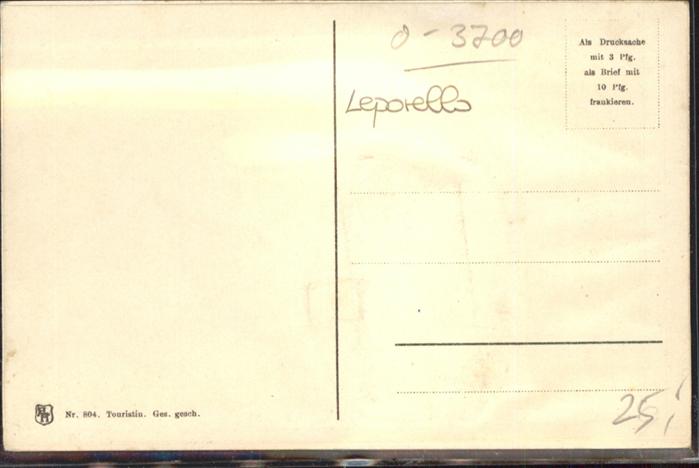 0 - 3700
Als Drucksache
mit 3 Pfg.
als Brief mit
10 Pfg.
frankieren.
Leporello
Nr. 804. Touristin. Ges. gesch.
25,-